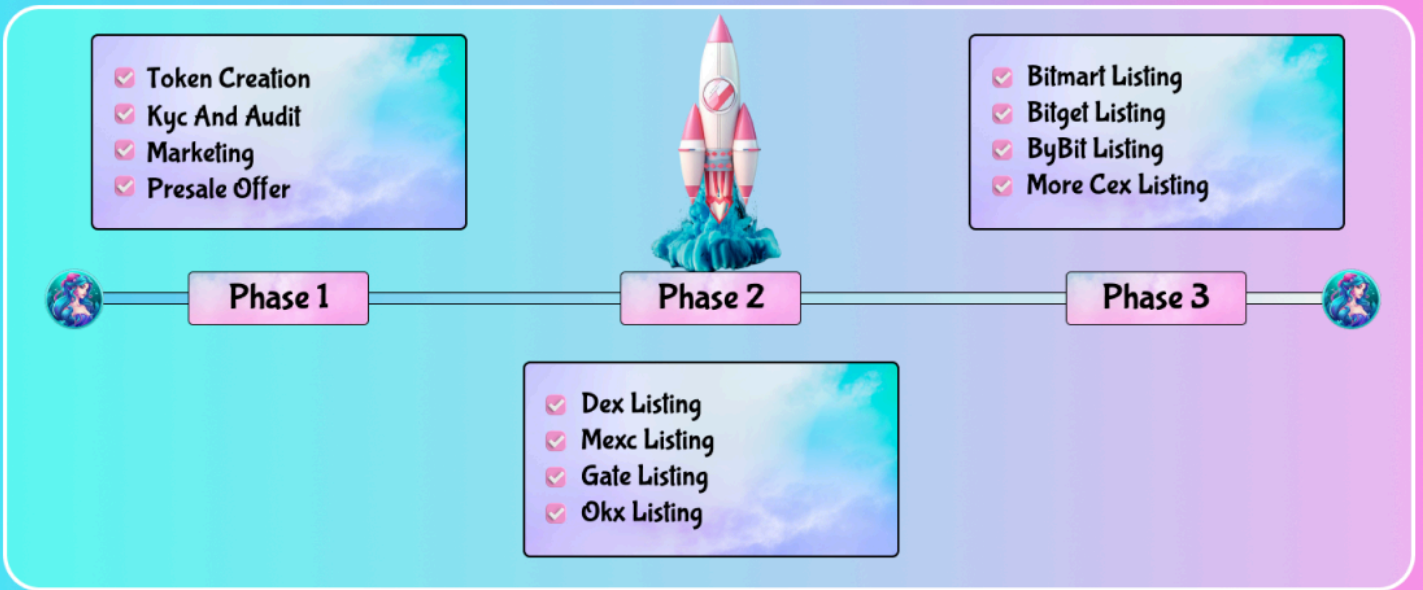 Token Creation
Kyc And Audit
Marketing
Presale Offer
Bitmart Listing
Bitget Listing
ByBit Listing
More Cex Listing
Phase 1
Phase 2
Phase 3
Dex Listing
Mexc Listing
Gate Listing
Okx Listing